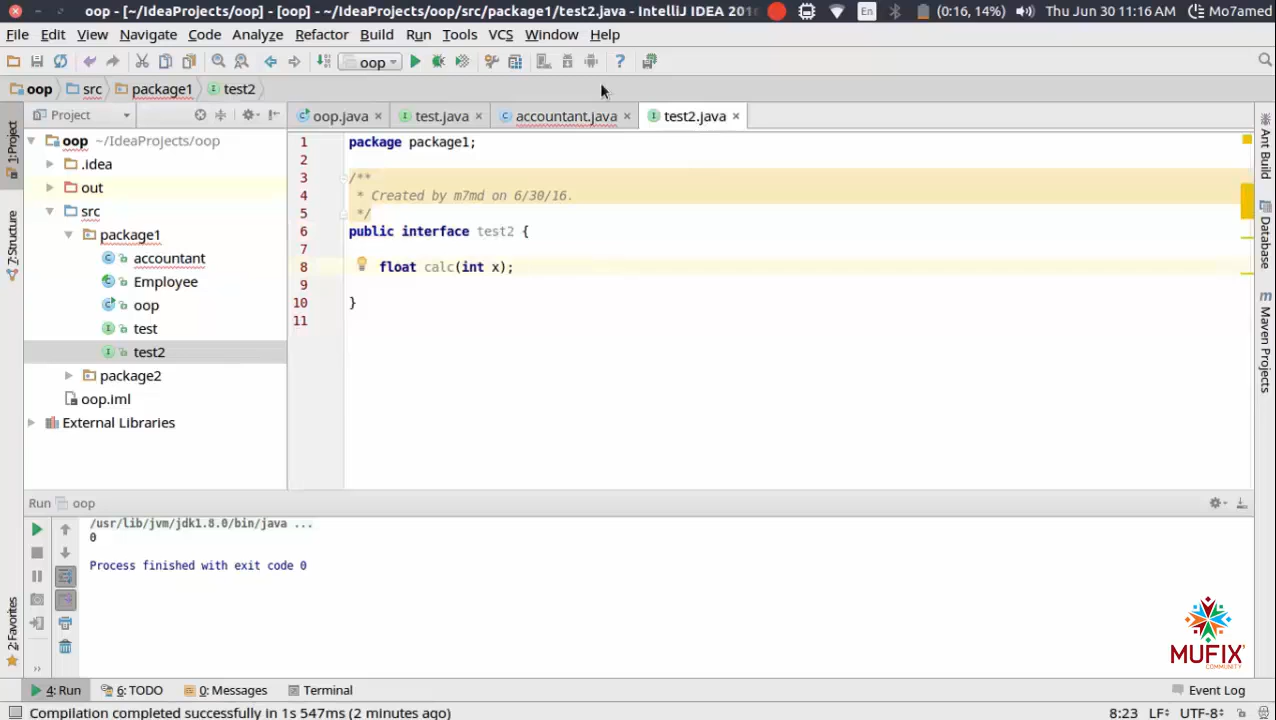 oop - [~/IdeaProjects/oop] - [oop] - ~/IdeaProjects/oop/src/package1/test2.java - IntelliJ IDEA 201
En
(0:16, 14%)
Thu Jun 30 11:16 AM
Mo7amed
File Edit View Navigate Code Analyze Refactor Build Run Tools VCS Window Help
oop
oop src package1 test2
Project
oop.java test.java accountant.java test2.java
1: Project
Z: Structure
2: Favorites
oop ~/IdeaProjects/oop
.idea
out
src
package1
accountant
Employee
oop
test
test2
package2
oop.iml
External Libraries
1 package package1;
2
3 /**
4 * Created by m7md on 6/30/16.
5 */
6 public interface test2 {
7
8 float calc(int x);
9
10 }
11
Ant Build
Database
m Maven Projects
Run oop
/usr/lib/jvm/jdk1.8.0/bin/java ...
0
Process finished with exit code 0
MUFIX
COMMUNITY
4: Run 6: TODO 0: Messages Terminal
Event Log
Compilation completed successfully in 1s 547ms (2 minutes ago)
8:23 LF UTF-8